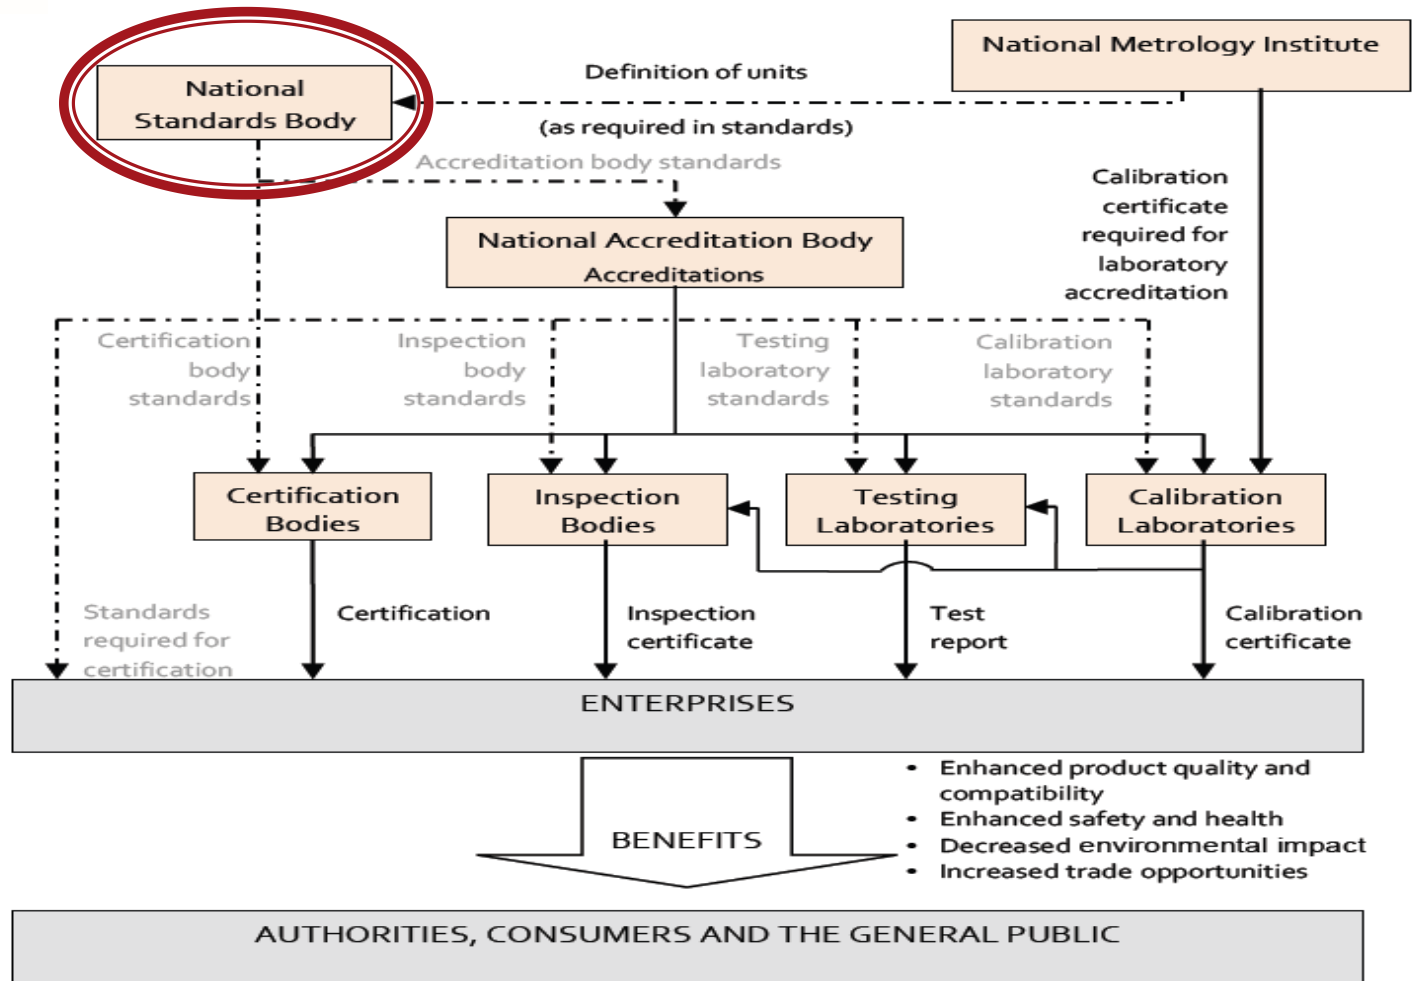 National
Standards Body
National Metrology Institute
Definition of units
(as required in standards)
Accreditation body standards
Calibration
certificate
required for
laboratory
accreditation
National Accreditation Body
Accreditations
Certification
body
standards
Inspection
body
standards
Testing
laboratory
standards
Calibration
laboratory
standards
Certification
Bodies
Inspection
Bodies
Testing
Laboratories
Calibration
Laboratories
Standards
required for
certification
Certification
Inspection
certificate
Test
report
Calibration
certificate
ENTERPRISES
BENEFITS
• Enhanced product quality and
compatibility
• Enhanced safety and health
• Decreased environmental impact
• Increased trade opportunities
AUTHORITIES, CONSUMERS AND THE GENERAL PUBLIC